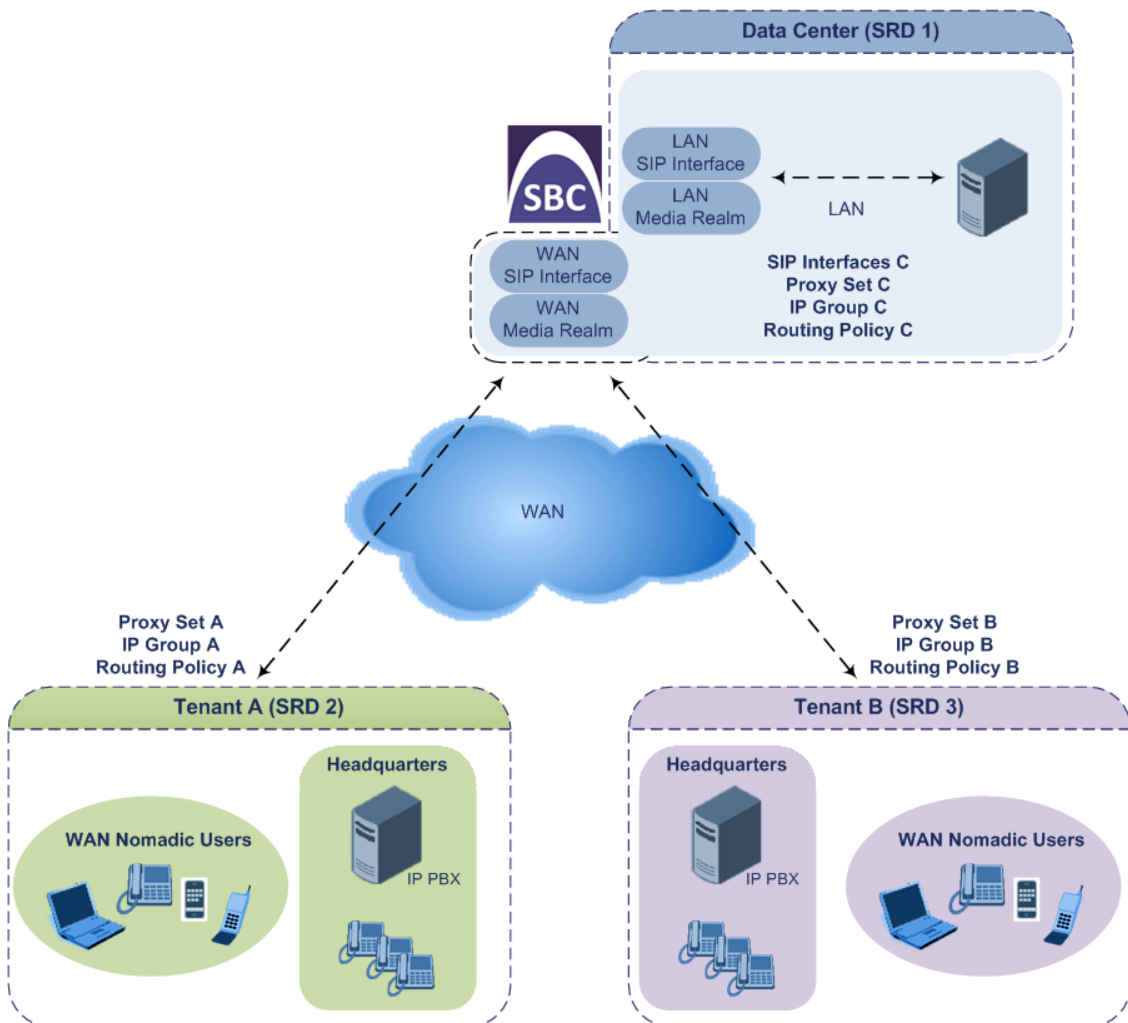 Data Center (SRD 1)
LAN
SIP Interface
LAN
Media Realm
LAN
SBC
WAN
SIP Interface
WAN
Media Realm
SIP Interfaces C
Proxy Set C
IP Group C
Routing Policy C
WAN
Proxy Set A
IP Group A
Routing Policy A
Proxy Set B
IP Group B
Routing Policy B
Tenant A (SRD 2)
Headquarters
WAN Nomadic Users
IP PBX
Tenant B (SRD 3)
Headquarters
WAN Nomadic Users
IP PBX